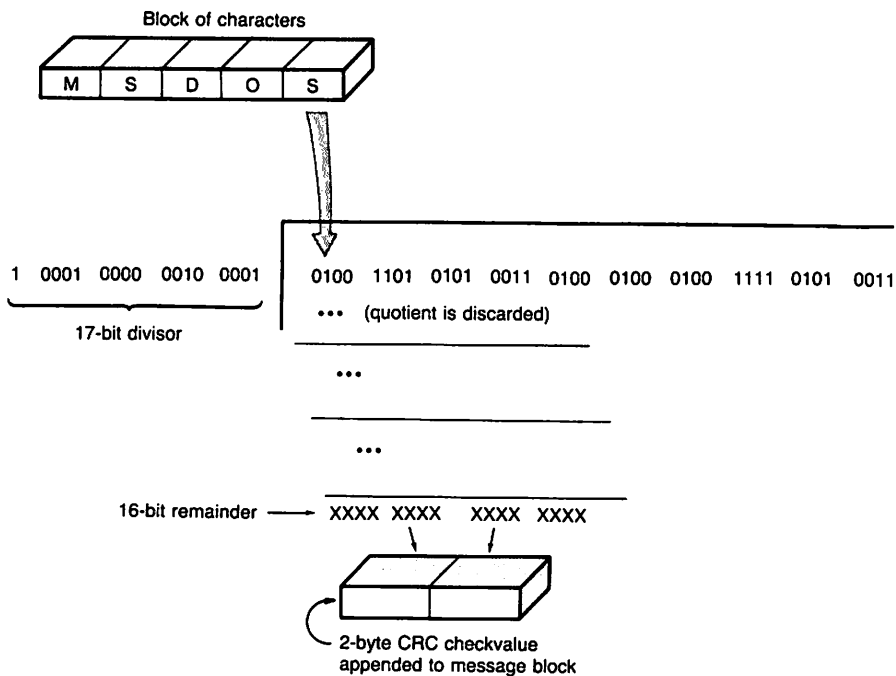 Block of characters
M S D O S
1 0001 0000 0010 0001 0100 1101 0101 0011 0100 0100 0100 1111 0101 0011
17-bit divisor
••• (quotient is discarded)
•••
•••
16-bit remainder
XXXX XXXX XXXX XXXX
2-byte CRC checkvalue
appended to message block